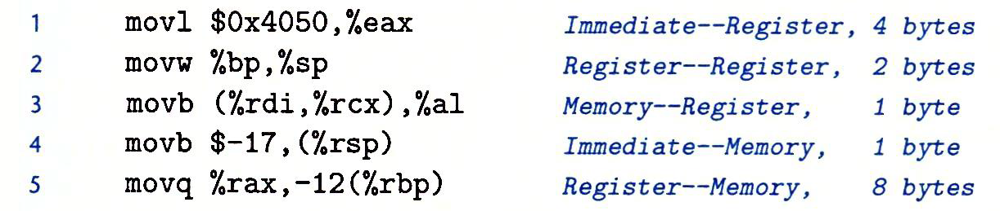 1 movl $0x4050,%eax Immediate--Register, 4 bytes
2 movw %bp,%sp Register--Register, 2 bytes
3 movb (%rdi,%rcx),%al Memory--Register, 1 byte
4 movb $-17,(%rsp) Immediate--Memory, 1 byte
5 movq %rax,-12(%rbp) Register--Memory, 8 bytes